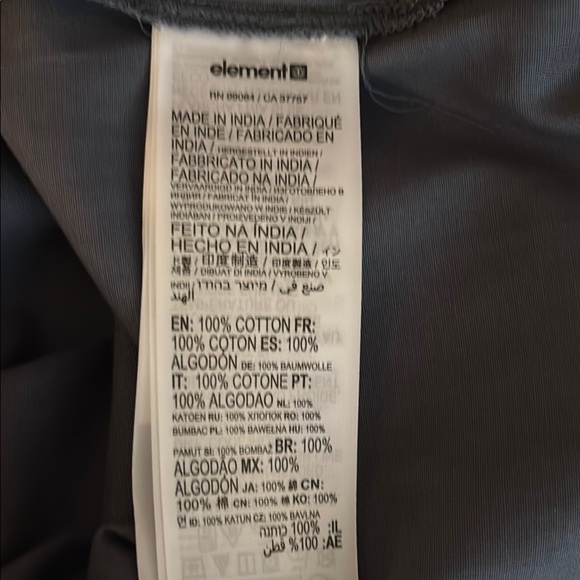 element
RN 99064 / CA 37757
MADE IN INDIA / FABRIQUÉ
EN INDE / FABRICADO EN
INDIA / HERGESTELLT IN INDIEN /
FABBRICATO IN INDIA /
FABRICADO NA INDIA /
VERVAARDIGD IN INDIA / ИЗГОТОВЛЕНО В
ИНДИИ / FABRICAT IN INDIA /
WYPRODUKOWANO W INDIE / KÉSZÜLT
INDIÁBAN / PROIZVEDENO V INDIJI /
FEITO NA ÍNDIA /
HECHO EN INDIA / イン
ド製 / 印度制造 / 印度製造 / 인도
제품 / DIBUAT DI INDIA / VYROBENO V
INDII / מיוצר בהודו / صنع في
الهند
EN: 100% COTTON FR:
100% COTON ES: 100%
ALGODÓN DE: 100% BAUMWOLLE
IT: 100% COTONE PT:
100% ALGODAO NL: 100%
KATOEN RU: 100% ХЛОПОК RO: 100%
BUMBAC PL: 100% BAWEŁNA HU: 100%
PAMUT SI: 100% BOMBAŽ BR: 100%
ALGODÃO MX: 100%
ALGODÓN JA: 100% 綿 CN:
100% 棉 CN: 100% 棉 KO: 100%
면 ID: 100% KATUN CZ: 100% BAVLNA
IL: 100% כותנה
AE: 100% قطن